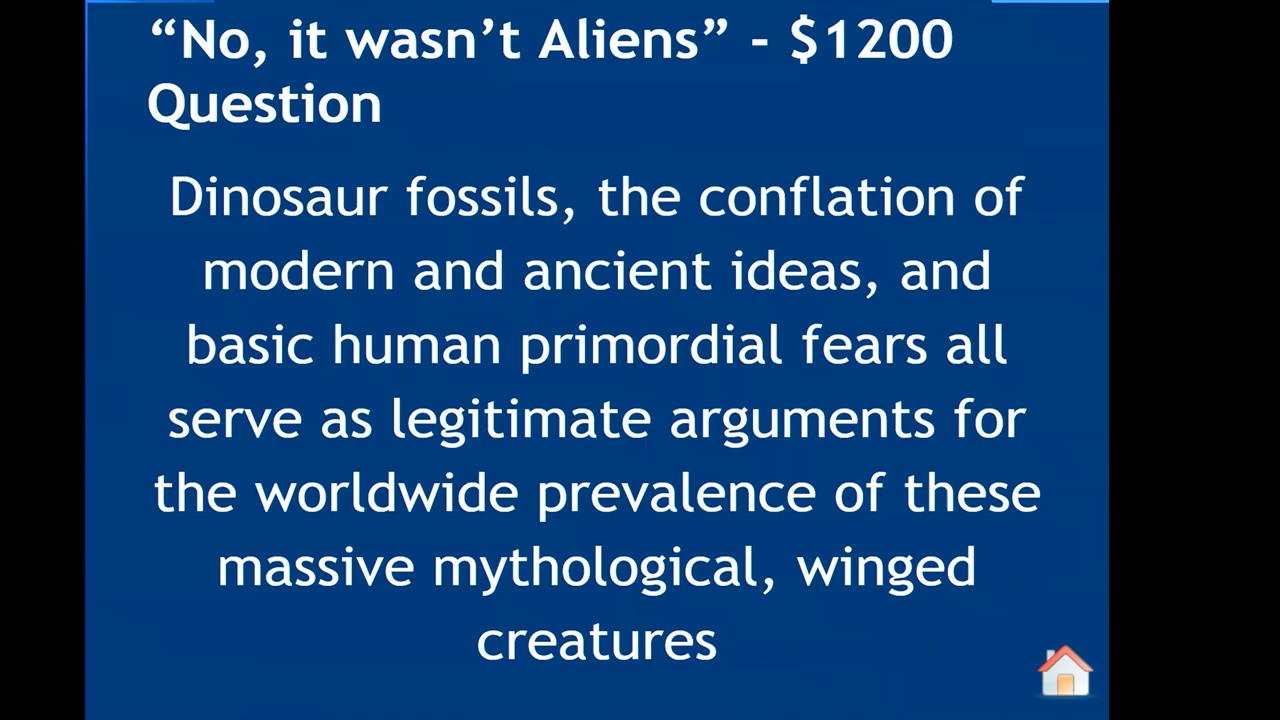 “No, it wasn’t Aliens” - $1200
Question
Dinosaur fossils, the conflation of
modern and ancient ideas, and
basic human primordial fears all
serve as legitimate arguments for
the worldwide prevalence of these
massive mythological, winged
creatures